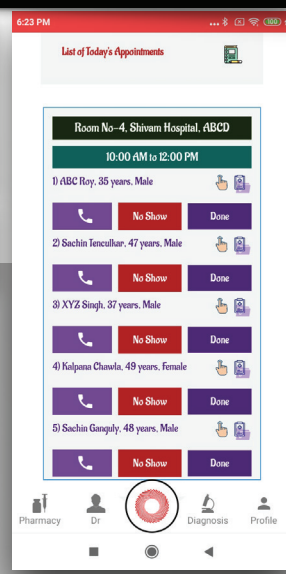 6:23 PM ... 100
List of Today's Appointments
Room No-4, Shivam Hospital, ABCD
10:00 AM to 12:00 PM
1) ABC Roy, 35 years, Male
No Show Done
2) Sachin Tenculkar, 47 years, Male
No Show Done
3) XYZ Singh, 37 years, Male
No Show Done
4) Kalpana Chawla, 49 years, Female
No Show Done
5) Sachin Ganguly, 48 years, Male
No Show Done
Pharmacy Dr Diagnosis Profile